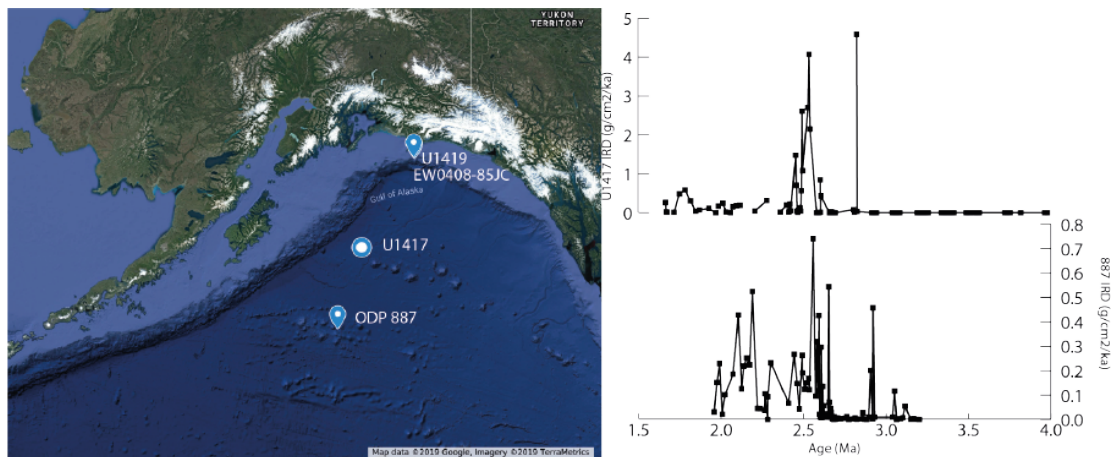 YUKON
TERRITORY
U1419
EW0408-85JC
Gulf of Alaska
U1417
ODP 887
Map data ©2019 Google, Imagery ©2019 TerraMetrics
U1417 IRD (g/cm2/ka)
5
4
3
2
1
0
0.8
0.7
0.6
0.5
0.4
0.3
0.2
0.1
0.0
887 IRD (g/cm2/ka)
1.5 2.0 2.5 3.0 3.5 4.0
Age (Ma)